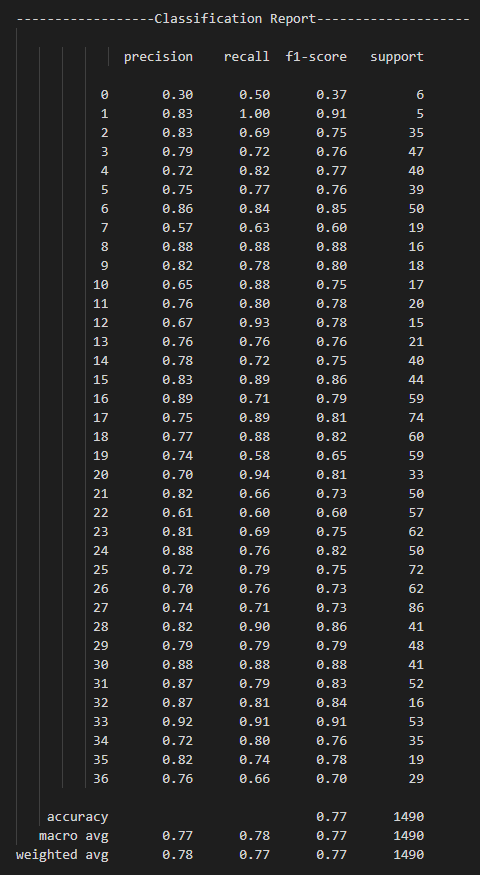 ------------------Classification Report--------------------
precision recall f1-score support
0 0.30 0.50 0.37 6
1 0.83 1.00 0.91 5
2 0.83 0.69 0.75 35
3 0.79 0.72 0.76 47
4 0.72 0.82 0.77 40
5 0.75 0.77 0.76 39
6 0.86 0.84 0.85 50
7 0.57 0.63 0.60 19
8 0.88 0.88 0.88 16
9 0.82 0.78 0.80 18
10 0.65 0.88 0.75 17
11 0.76 0.80 0.78 20
12 0.67 0.93 0.78 15
13 0.76 0.76 0.76 21
14 0.78 0.72 0.75 40
15 0.83 0.89 0.86 44
16 0.89 0.71 0.79 59
17 0.75 0.89 0.81 74
18 0.77 0.88 0.82 60
19 0.74 0.58 0.65 59
20 0.70 0.94 0.81 33
21 0.82 0.66 0.73 50
22 0.61 0.60 0.60 57
23 0.81 0.69 0.75 62
24 0.88 0.76 0.82 50
25 0.72 0.79 0.75 72
26 0.70 0.76 0.73 62
27 0.74 0.71 0.73 86
28 0.82 0.90 0.86 41
29 0.79 0.79 0.79 48
30 0.88 0.88 0.88 41
31 0.87 0.79 0.83 52
32 0.87 0.81 0.84 16
33 0.92 0.91 0.91 53
34 0.72 0.80 0.76 35
35 0.82 0.74 0.78 19
36 0.76 0.66 0.70 29
accuracy 0.77 1490
macro avg 0.77 0.78 0.77 1490
weighted avg 0.78 0.77 0.77 1490